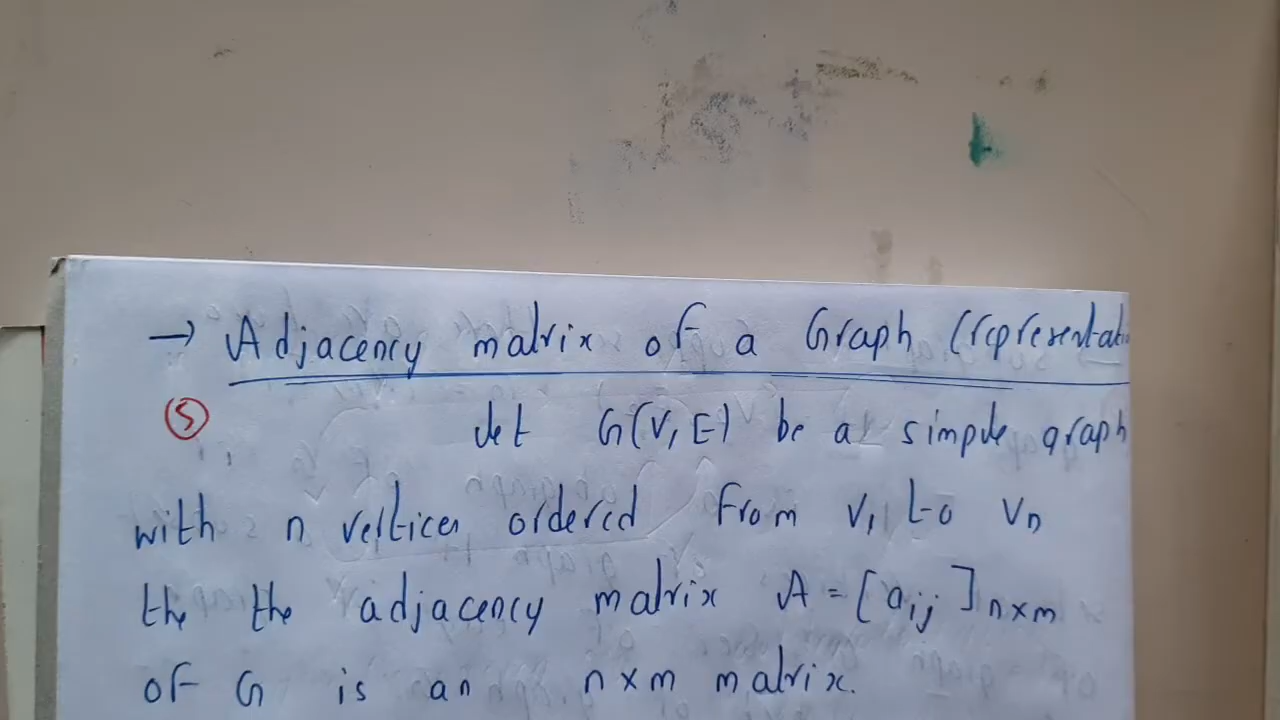 → Adjacency matrix of a Graph (representati
⑤ Let G(V, E) be a simple graph
with n vertices ordered From v₁ to vₙ
the the adjacency matrix A = [aᵢⱼ]n×m
of G is an n×m matrix.